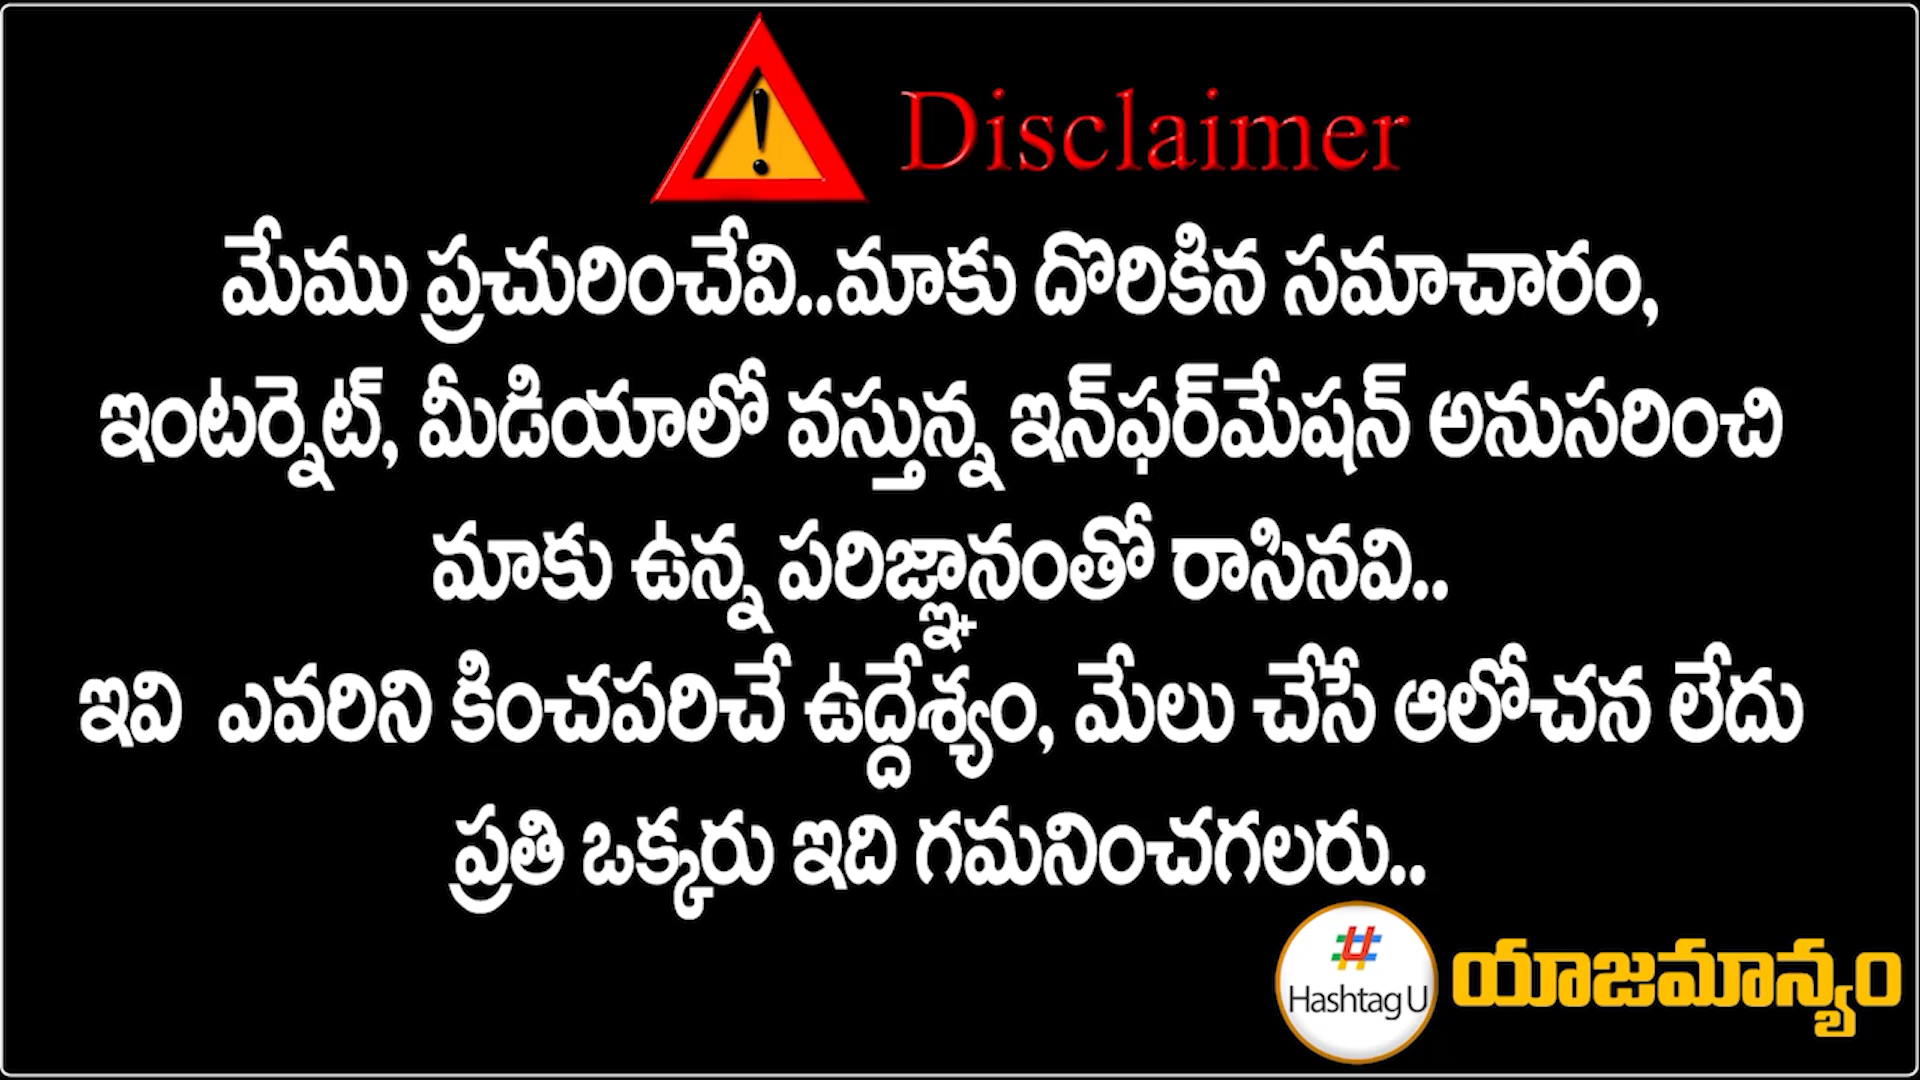 Disclaimer
మేము ప్రచురించేవి..మాకు దొరికిన సమాచారం,
ఇంటర్నెట్, మీడియాలో వస్తున్న ఇన్‌ఫర్‌మేషన్ అనుసరించి
మాకు ఉన్న పరిజ్ఞానంతో రాసినవి..
ఇవి ఎవరిని కించపరిచే ఉద్దేశ్యం, మేలు చేసే ఆలోచన లేదు
ప్రతి ఒక్కరు ఇది గమనించగలరు..
Hashtag U యాజమాన్యం